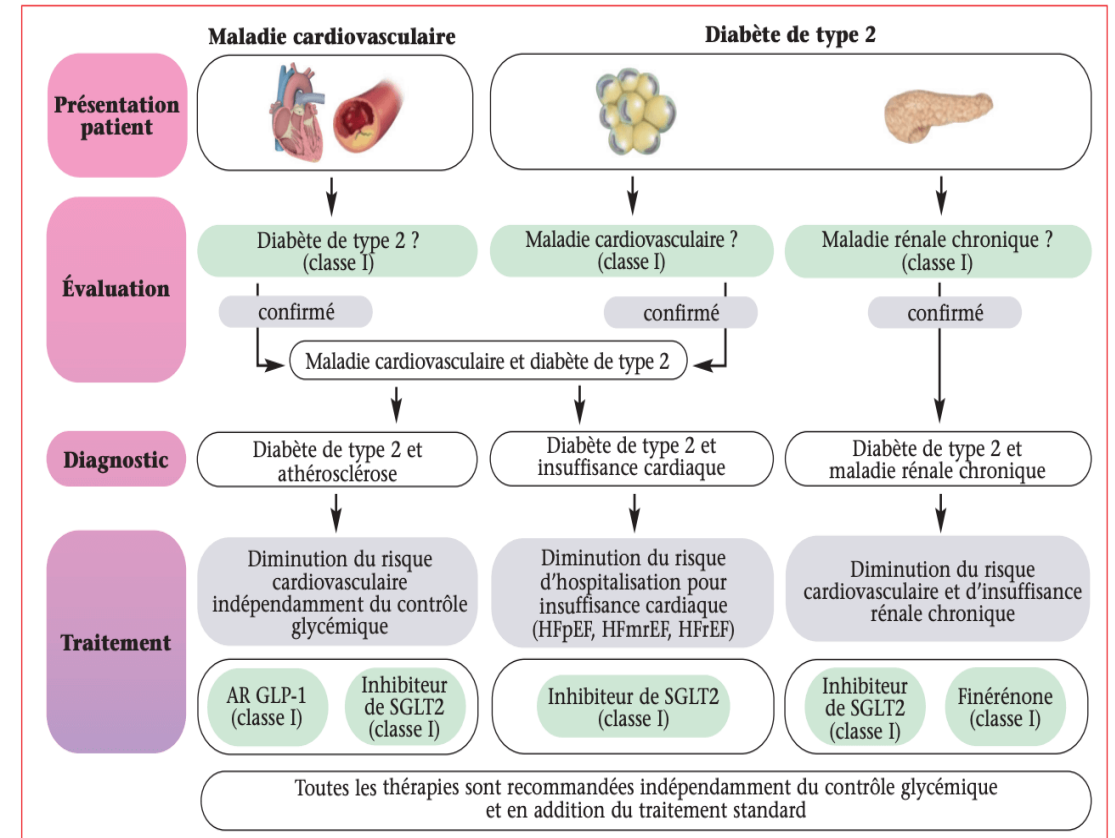 Maladie cardiovasculaire
Diabète de type 2
Présentation
patient
Évaluation
Diabète de type 2 ?
(classe I)
Maladie cardiovasculaire ?
(classe I)
Maladie rénale chronique ?
(classe I)
confirmé
confirmé
confirmé
Maladie cardiovasculaire et diabète de type 2
Diagnostic
Diabète de type 2 et
athérosclérose
Diabète de type 2 et
insuffisance cardiaque
Diabète de type 2 et
maladie rénale chronique
Traitement
Diminution du risque
cardiovasculaire
indépendamment du contrôle
glycémique
Diminution du risque
d'hospitalisation pour
insuffisance cardiaque
(HFpEF, HFmrEF, HFrEF)
Diminution du risque
cardiovasculaire et d'insuffisance
rénale chronique
AR GLP-1
(classe I)
Inhibiteur
de SGLT2
(classe I)
Inhibiteur de SGLT2
(classe I)
Inhibiteur
de SGLT2
(classe I)
Finérénone
(classe I)
Toutes les thérapies sont recommandées indépendamment du contrôle glycémique
et en addition du traitement standard